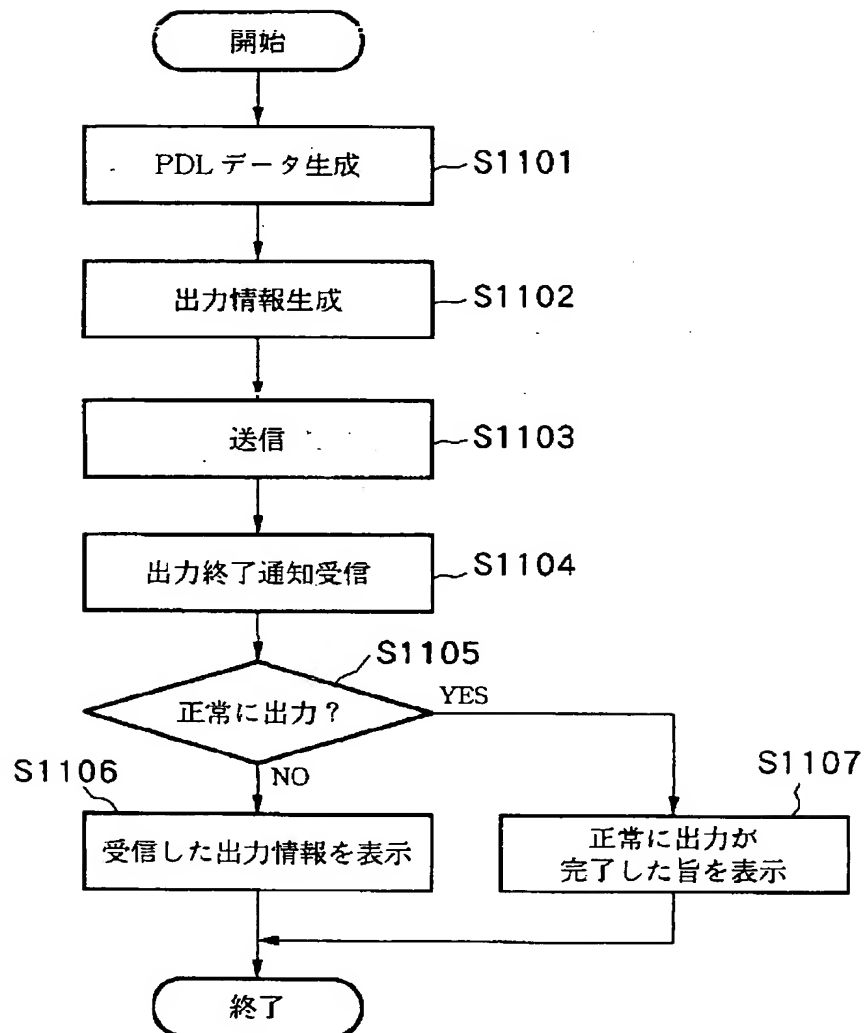 開始
PDL データ生成
S1101
出力情報生成
S1102
送信
S1103
出力終了通知受信
S1104
S1105
正常に出力？
YES
NO
S1106
受信した出力情報を表示
S1107
正常に出力が
完了した旨を表示
終了